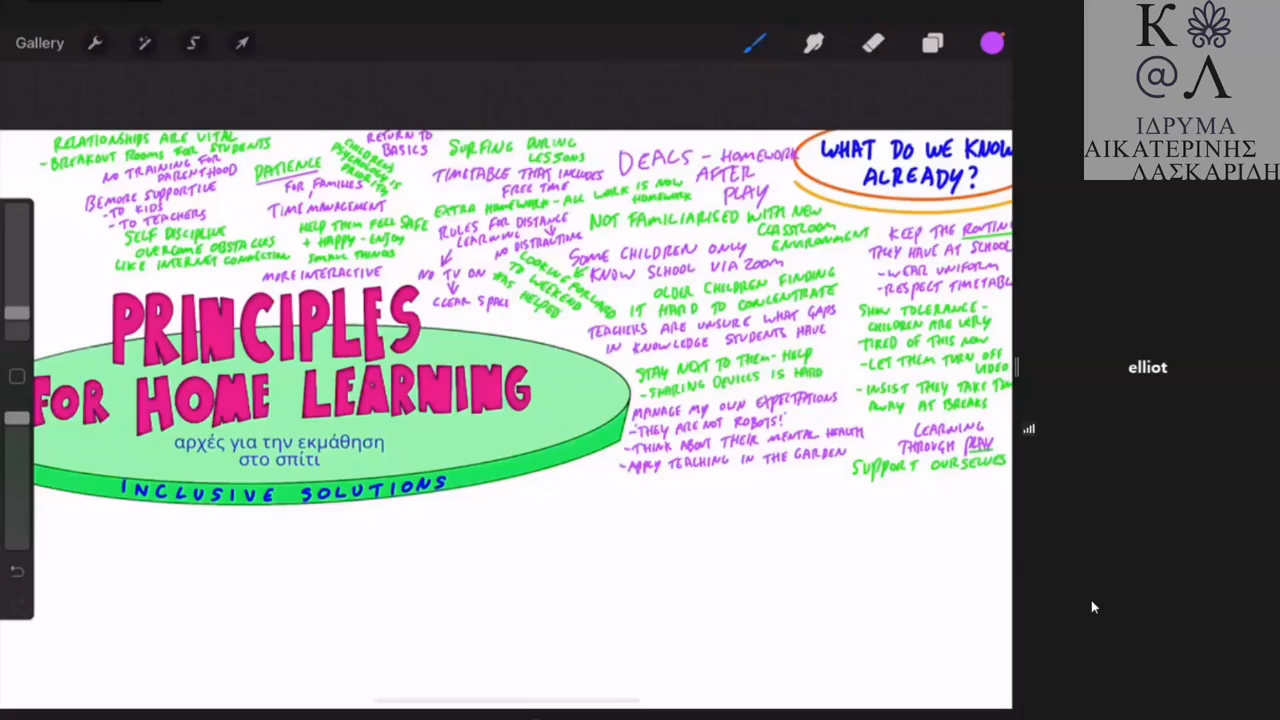 Gallery
Κ
@ Λ
ΙΔΡΥΜΑ
ΑΙΚΑΤΕΡΙΝΗΣ
ΛΑΣΚΑΡΙΔΗ
RELATIONSHIPS ARE VITAL
- BREAKOUT ROOMS FOR STUDENTS
NO TRAINING FOR
PARENTHOOD
BE MORE SUPPORTIVE
- TO KIDS
- TO TEACHERS
SELF DISCIPLINE
OVERCOME OBSTACLES
LIKE INTERNET CONNECTION
PATIENCE
FOR FAMILIES
TIME MANAGEMENT
CHILDREN'S
PSYCHOLOGY IS
PRIORITY
RETURN TO
BASICS
HELP THEM FELL SAFE
+ HAPPY - ENJOY
SMALL THINGS
MORE INTERACTIVE
SURFING DURING
LESSONS
TIMETABLE THAT INCLUDES
FREE TIME
EXTRA HOMEWORK - ALL WORK IS NOW
HOMEWORK
RULES FOR DISTANCE
LEARNING
NO DISTRACTING
NO TV ON
CLEAR SPACE
LOOKING FORWARD
TO WEEKEND
HAS HELPED
DEALS - HOMEWORK
AFTER
PLAY
NOT FAMILIARISED WITH NEW
CLASSROOM
ENVIRONMENT
SOME CHILDREN ONLY
KNOW SCHOOL VIA ZOOM
OLDER CHILDREN FINDING
IT HARD TO CONCENTRATE
TEACHERS ARE UNSURE WHAT GAPS
IN KNOWLEDGE STUDENTS HAVE
STAY NEXT TO THEM - HELP
- SHARING DEVICES IS HARD
MANAGE MY OWN EXPECTATIONS
- 'THEY ARE NOT ROBOTS!'
- THINK ABOUT THEIR MENTAL HEALTH
- APPLY TEACHING IN THE GARDEN
WHAT DO WE KNOW
ALREADY?
KEEP THE ROUTINE
THEY HAVE AT SCHOOL
- WEAR UNIFORM
- RESPECT TIMETABL
SHOW TOLERANCE -
CHILDREN ARE VERY
TIRED OF THIS NOW
- LET THEM TURN OFF
VIDEO
- INSIST THEY TAKE
AWAY AT BREAKS
LEARNING
THROUGH PLAY
SUPPORT OURSELVES
PRINCIPLES
FOR HOME LEARNING
αρχές για την εκμάθηση
στο σπίτι
INCLUSIVE SOLUTIONS
elliot